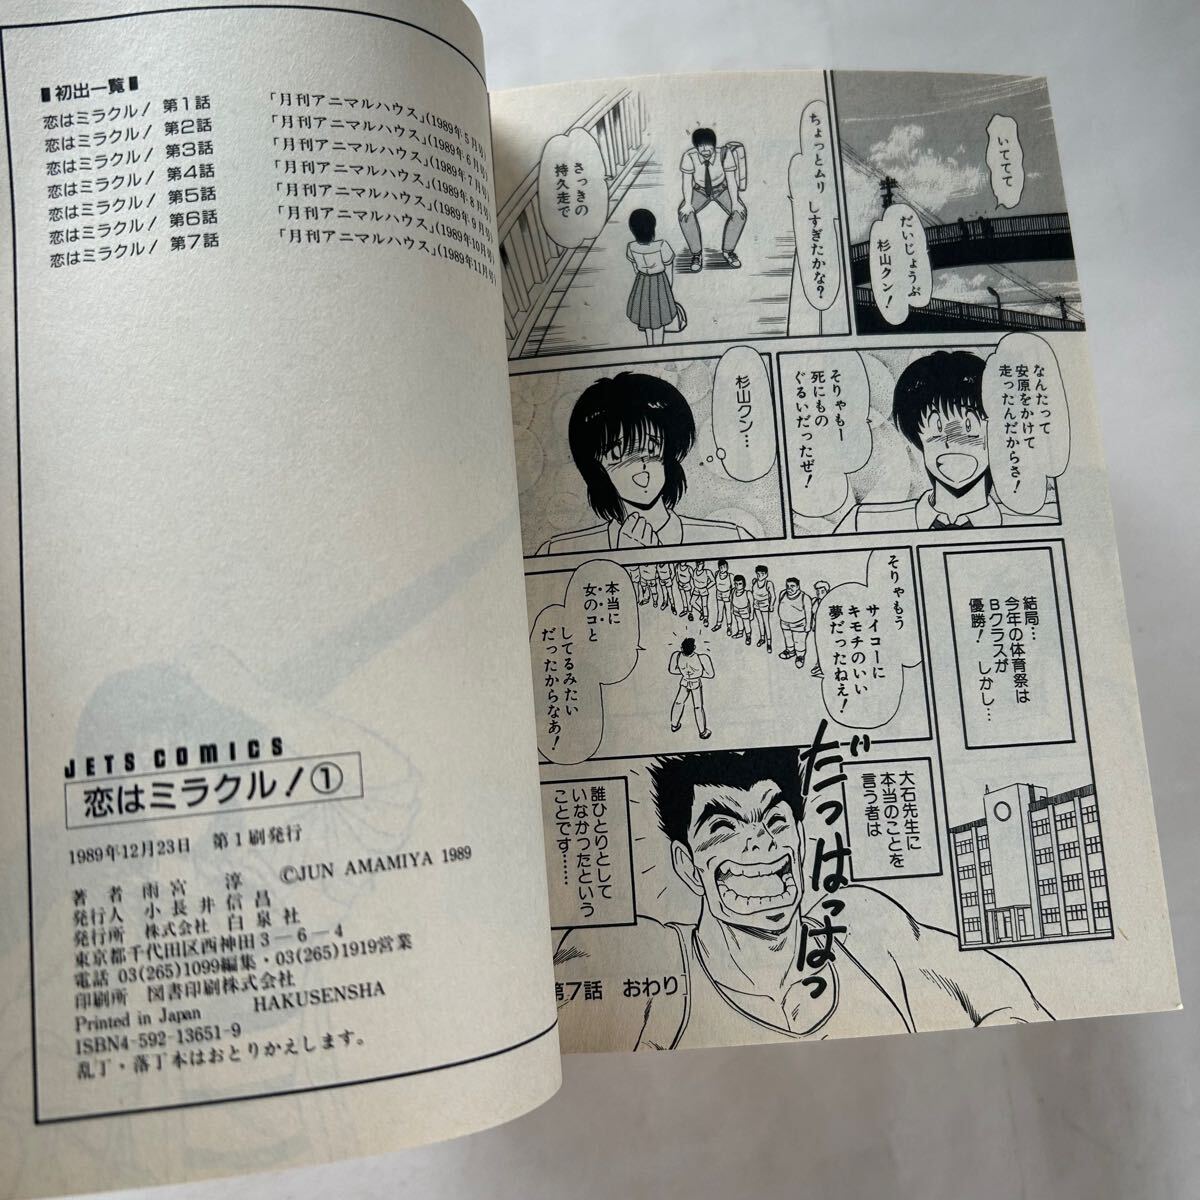 ■初出一覧■
恋はミラクル! 第1話 「月刊アニマルハウス」(1989年5月号)
恋はミラクル! 第2話 「月刊アニマルハウス」(1989年6月号)
恋はミラクル! 第3話 「月刊アニマルハウス」(1989年7月号)
恋はミラクル! 第4話 「月刊アニマルハウス」(1989年8月号)
恋はミラクル! 第5話 「月刊アニマルハウス」(1989年9月号)
恋はミラクル! 第6話 「月刊アニマルハウス」(1989年10月号)
恋はミラクル! 第7話 「月刊アニマルハウス」(1989年11月号)
JETS COMICS
恋はミラクル!①
1989年12月23日 第1刷発行
©JUN AMAMIYA 1989
著者 雨宮 淳
発行人 小長井信昌
発行所 株式会社 白泉社
東京都千代田区西神田3-6-4
電話 03(265)1099編集・03(265)1919営業
印刷所 図書印刷株式会社
HAKUSENSHA
Printed in Japan
ISBN4-592-13651-9
乱丁・落丁本はおとりかえします。
いててて
だいじょうぶ
杉山クン!
ちょっとムリしすぎたかな?
さっきの
持久走で
なんたって
安原をかけて
走ったんだからさ!
そりゃもー
死にもの
ぐるいだったぜ!
杉山クン…
結局…
今年の体育祭は
Bクラスが
優勝! しかし…
そりゃもう
サイコーに
キモチのいい
夢だったねえ!
本当に
女のコと
してるみたい
だったからなあ!
大石先生に
本当のことを
言う者は
だーっはっはっはっ
誰ひとりとして
いなかったという
ことです……
第7話 おわり